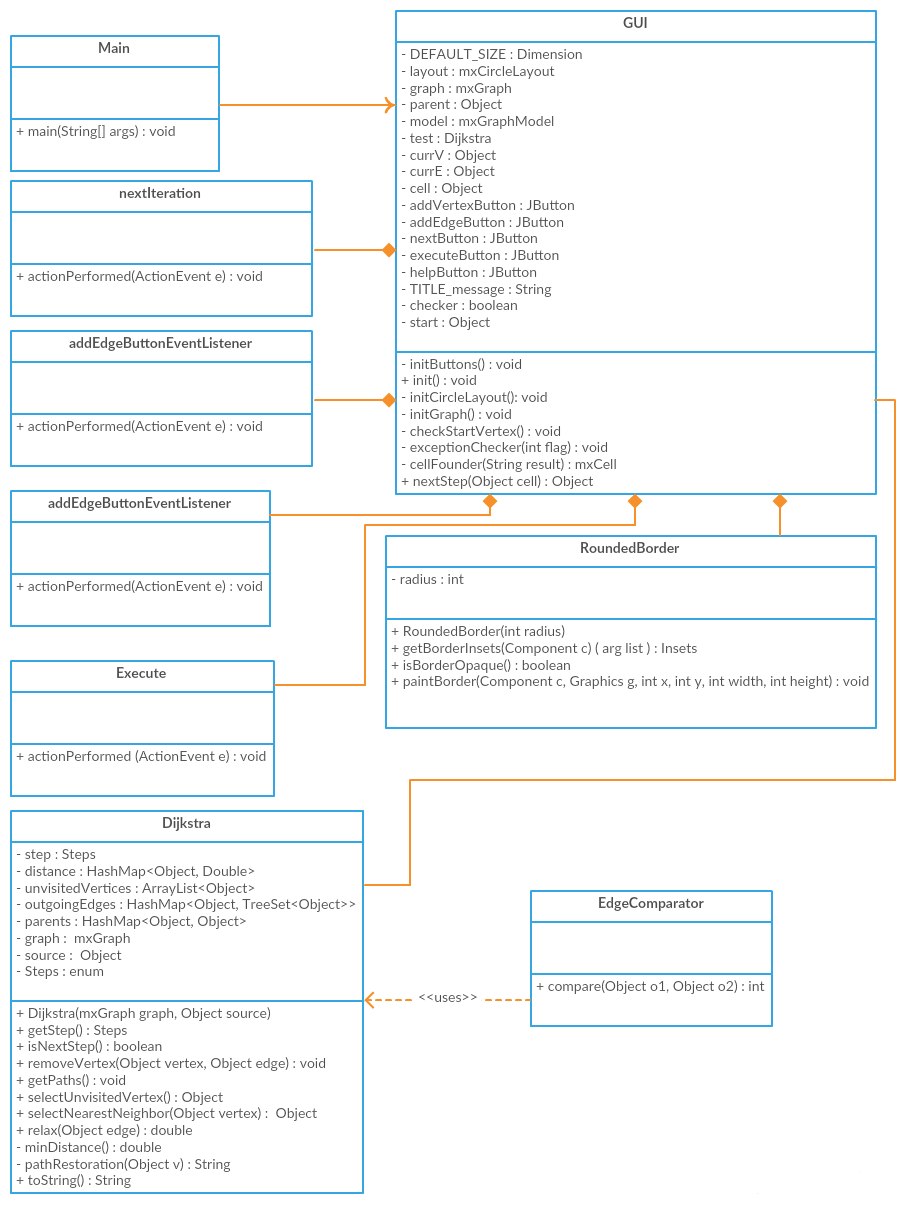 Main
+ main(String[] args) : void
GUI
- DEFAULT_SIZE : Dimension
- layout : mxCircleLayout
- graph : mxGraph
- parent : Object
- model : mxGraphModel
- test : Dijkstra
- currV : Object
- currE : Object
- cell : Object
- addVertexButton : JButton
- addEdgeButton : JButton
- nextButton : JButton
- executeButton : JButton
- helpButton : JButton
- TITLE_message : String
- checker : boolean
- start : Object
- initButtons() : void
+ init() : void
- initCircleLayout(): void
- initGraph() : void
- checkStartVertex() : void
- exceptionChecker(int flag) : void
- cellFounder(String result) : mxCell
+ nextStep(Object cell) : Object
nextIteration
+ actionPerformed(ActionEvent e) : void
addEdgeButtonEventListener
+ actionPerformed(ActionEvent e) : void
addEdgeButtonEventListener
+ actionPerformed(ActionEvent e) : void
RoundedBorder
- radius : int
+ RoundedBorder(int radius)
+ getBorderInsets(Component c) ( arg list ) : Insets
+ isBorderOpaque() : boolean
+ paintBorder(Component c, Graphics g, int x, int y, int width, int height) : void
Execute
+ actionPerformed (ActionEvent e) : void
Dijkstra
- step : Steps
- distance : HashMap<Object, Double>
- unvisitedVertices : ArrayList<Object>
- outgoingEdges : HashMap<Object, TreeSet<Object>>
- parents : HashMap<Object, Object>
- graph :  mxGraph
- source :  Object
- Steps : enum
+ Dijkstra(mxGraph graph, Object source)
+ getStep() : Steps
+ isNextStep() : boolean
+ removeVertex(Object vertex, Object edge) : void
+ getPaths() : void
+ selectUnvisitedVertex() : Object
+ selectNearestNeighbor(Object vertex) :  Object
+ relax(Object edge) : double
- minDistance() : double
- pathRestoration(Object v) : String
+ toString() : String
<<uses>>
EdgeComparator
+ compare(Object o1, Object o2) : int